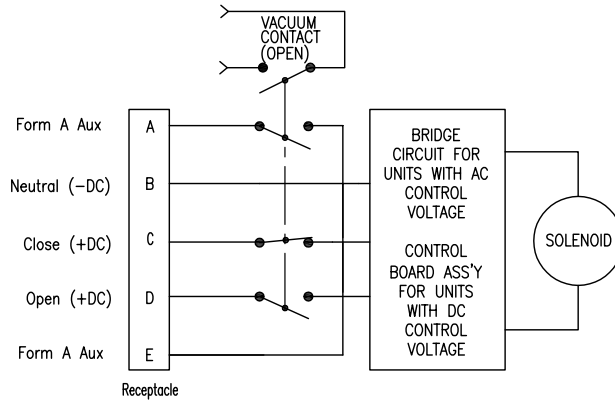 VACUUM
CONTACT
(OPEN)
Form A Aux
A
Neutral (-DC)
B
Close (+DC)
C
Open (+DC)
D
Form A Aux
E
Receptacle
BRIDGE
CIRCUIT FOR
UNITS WITH AC
CONTROL
VOLTAGE
CONTROL
BOARD ASS'Y
FOR UNITS
WITH DC
CONTROL
VOLTAGE
SOLENOID